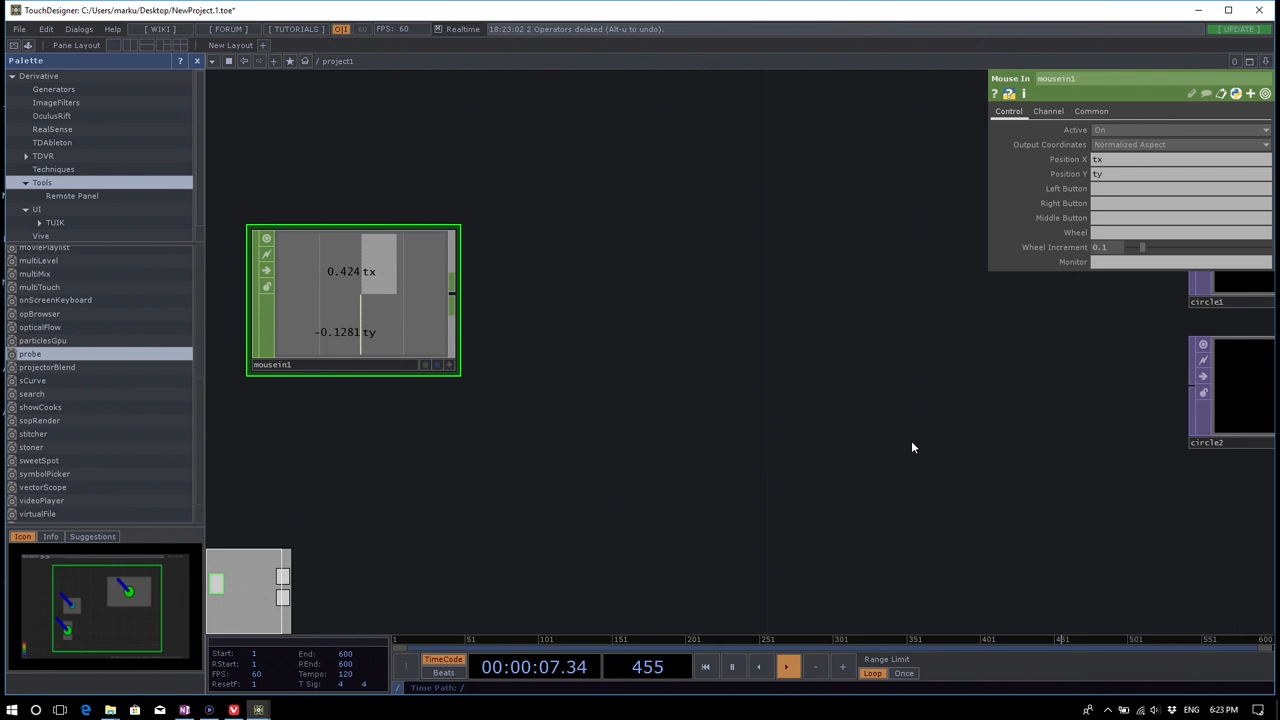 TouchDesigner: C:/Users/marku/Desktop/NewProject.1.toe*
File Edit Dialogs Help [ WIKI ] [ FORUM ] [ TUTORIALS ] O|I 60 FPS: 60 Realtime 18:23:02 2 Operators deleted (Alt-u to undo). [ UPDATE ]
Pane Layout New Layout +
Palette ? x
/ project1
0
Derivative
Generators
ImageFilters
OculusRift
RealSense
TDAbleton
TDVR
Techniques
Tools
Remote Panel
UI
TUIK
Vive
moviePlaylist
multiLevel
multiMix
multiTouch
onScreenKeyboard
opBrowser
opticalFlow
particlesGpu
probe
projectorBlend
sCurve
search
showCooks
sopRender
stitcher
stoner
sweetSpot
symbolPicker
vectorScope
videoPlayer
virtualFile
Icon Info Suggestions
0.424 tx
-0.1281 ty
mousein1
Mouse In mousein1
Control Channel Common
Active On
Output Coordinates Normalized Aspect
Position X tx
Position Y ty
Left Button
Right Button
Middle Button
Wheel
Wheel Increment 0.1
Monitor
circle1
circle2
1 51 101 151 201 251 301 351 401 451 501 551 600
Start: 1 End: 600
RStart: 1 REnd: 600
FPS: 60 Tempo: 120
ResetF: 1 T Sig: 4 4
TimeCode
Beats
00:00:07.34 455
Range Limit
Loop Once
/ Time Path: /
6:23 PM